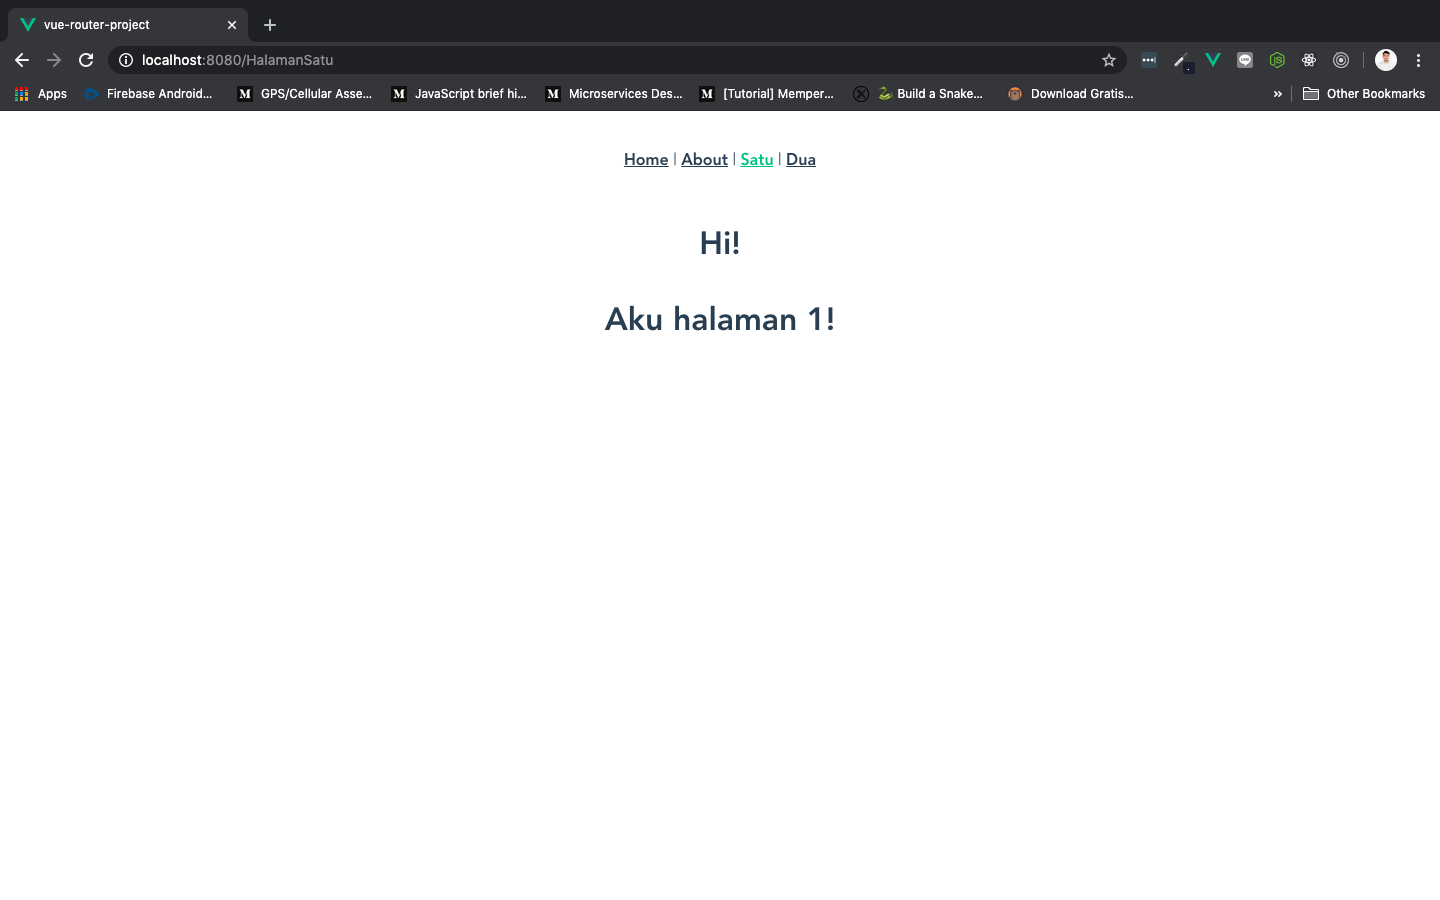 vue-router-project
localhost:8080/HalamanSatu
Apps Firebase Android... GPS/Cellular Asse... JavaScript brief hi... Microservices Des... [Tutorial] Memper... Build a Snake... Download Gratis... » Other Bookmarks
Home | About | Satu | Dua
Hi!
Aku halaman 1!